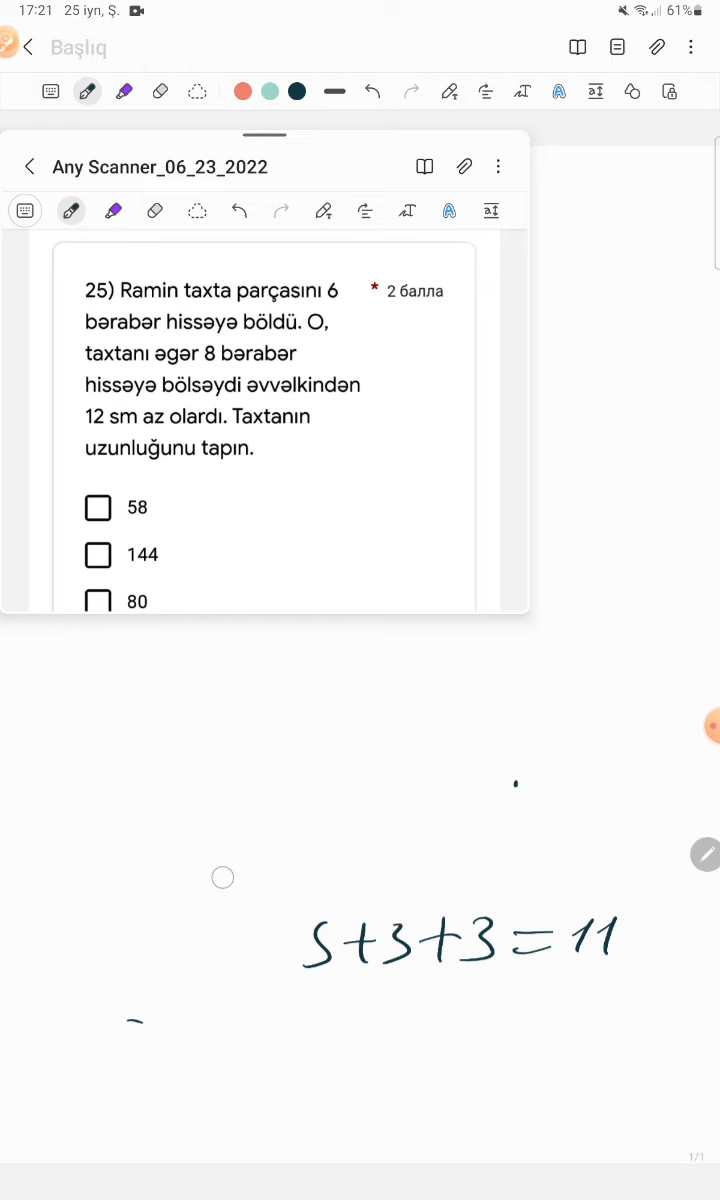 17:21 25 iyn, Ş. 61%
Başlıq
Any Scanner_06_23_2022
25) Ramin taxta parçasını 6 * 2 балла
bərabər hissəyə böldü. O,
taxtanı əgər 8 bərabər
hissəyə bölsəydi əvvəlkindən
12 sm az olardı. Taxtanın
uzunluğunu tapın.
58
144
80
5+3+3=11
1/1